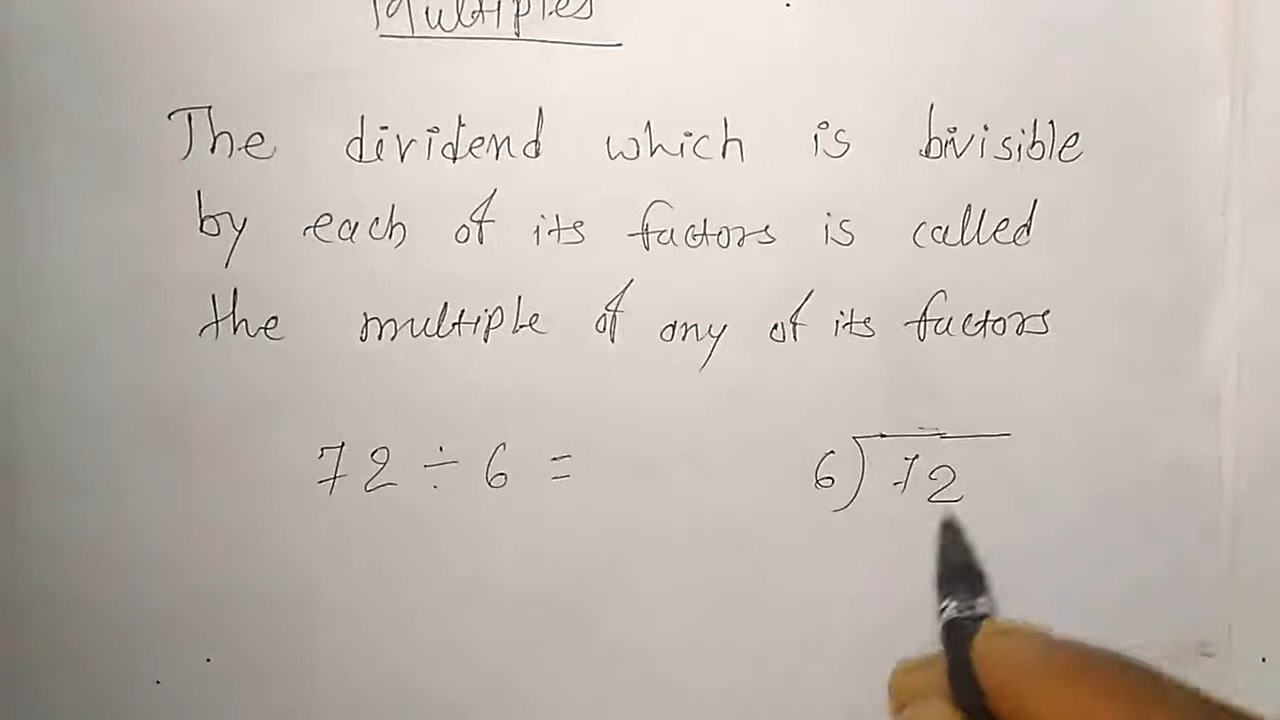 Multiples
The dividend which is bivisible
by each of its factors is called
the multiple of any of its factors
72 ÷ 6 =
6) 72